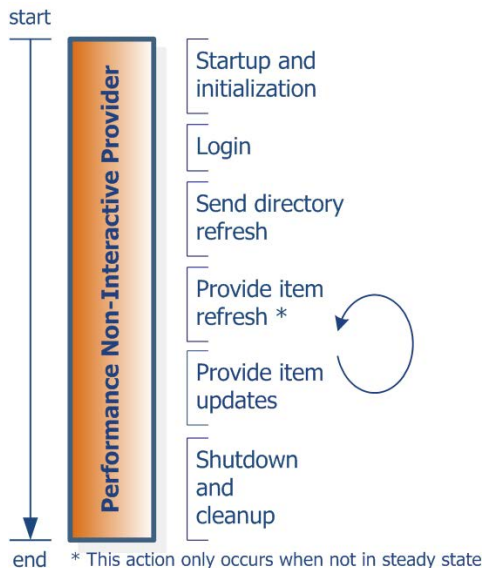 start
Performance Non-Interactive Provider
Startup and
initialization
Login
Send directory
refresh
Provide item
refresh *
Provide item
updates
Shutdown
and
cleanup
end
* This action only occurs when not in steady state